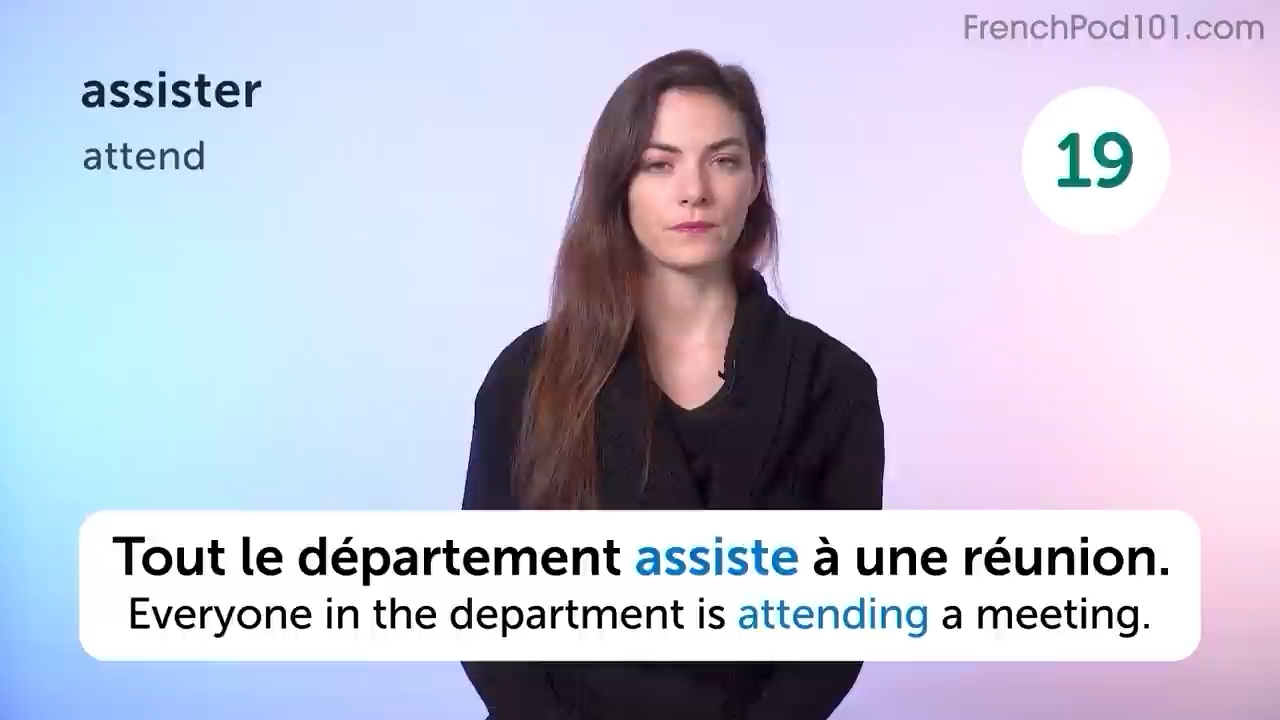 FrenchPod101.com
assister
attend
19
Tout le département assiste à une réunion.
Everyone in the department is attending a meeting.